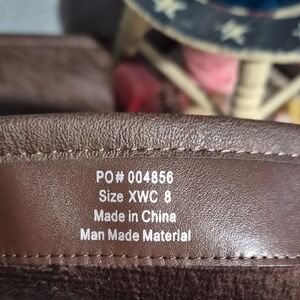 PO# 004856
Size XWC 8
Made in China
Man Made Material